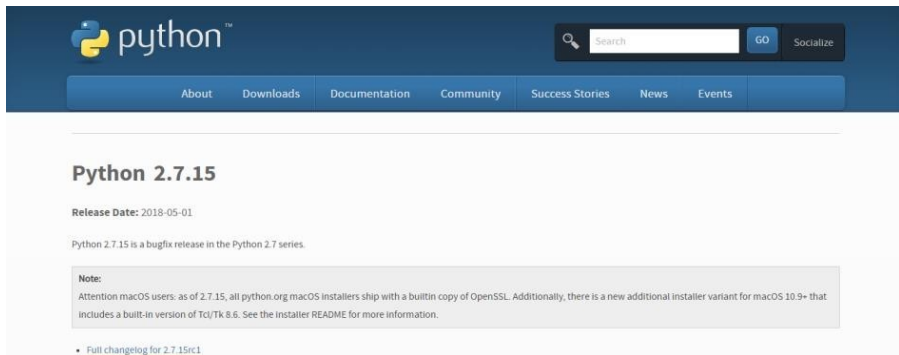 python™
Search
GO
Socialize
About Downloads Documentation Community Success Stories News Events
Python 2.7.15
Release Date: 2018-05-01
Python 2.7.15 is a bugfix release in the Python 2.7 series.
Note:
Attention macOS users: as of 2.7.15, all python.org macOS installers ship with a builtin copy of OpenSSL. Additionally, there is a new additional installer variant for macOS 10.9+ that
includes a built-in version of Tcl/Tk 8.6. See the installer README for more information.
• Full changelog for 2.7.15rc1